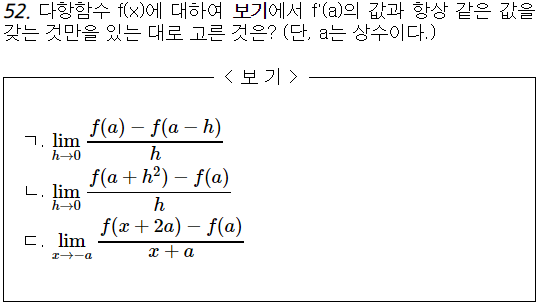 52. 다항함수 f(x)에 대하여 보기에서 f'(a)의 값과 항상 같은 값을
갖는 것만을 있는 대로 고른 것은? (단, a는 상수이다.)
< 보 기 >
ㄱ. \lim_{h \to 0} \frac{f(a) - f(a - h)}{h}
ㄴ. \lim_{h \to 0} \frac{f(a + h^2) - f(a)}{h}
ㄷ. \lim_{x \to -a} \frac{f(x + 2a) - f(a)}{x + a}